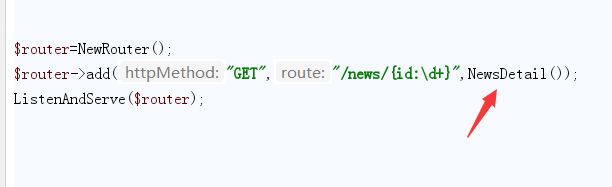 $router=NewRouter();
$router->add( httpMethod: "GET", route: "/news/{id:\d+}",NewsDetail());
ListenAndServe($router);